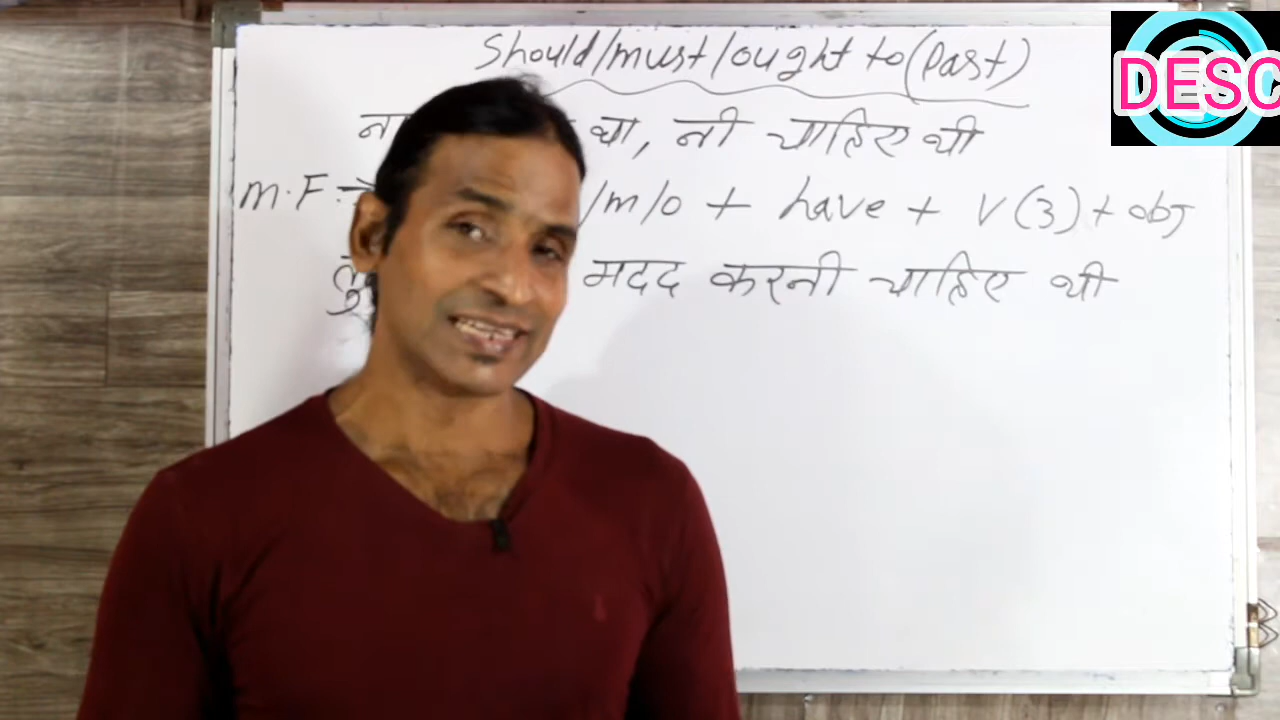 Should/must/ought to (Past)
DESC
था, नी चाहिए थी
M.F. /m/o + have + V(3) + obj
मदद करनी चाहिए थी